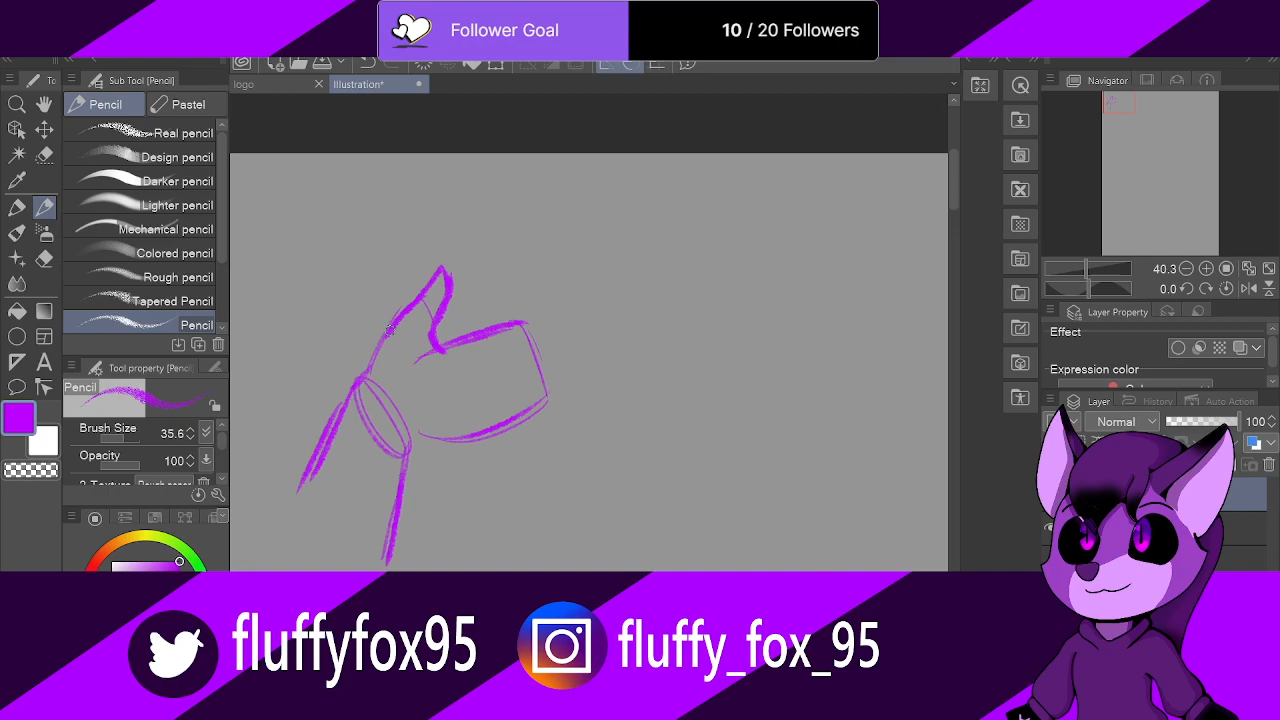 Follower Goal
10 / 20 Followers
logo
Illustration*
Sub Tool [Pencil]
Navigator
Pencil
Pastel
Real pencil
Design pencil
Darker pencil
Lighter pencil
Mechanical pencil
Colored pencil
Rough pencil
Tapered Pencil
Pencil
40.3
0.0
Layer Property
Effect
Expression color
Tool property [Pencil]
Pencil
Brush Size
35.6
Opacity
100
Layer
History
Auto Action
Normal
100
fluffyfox95
fluffy_fox_95